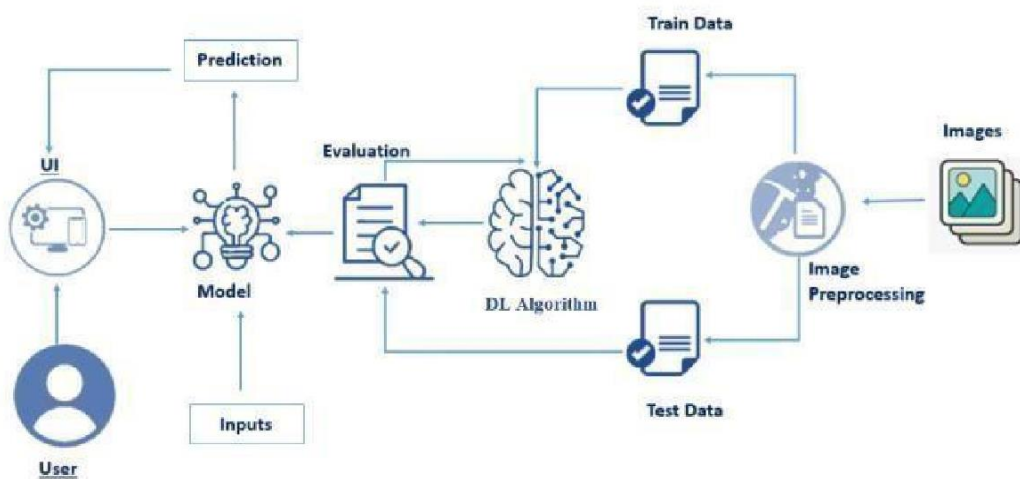 Train Data
Prediction
Images
Evaluation
UI
Image
Preprocessing
Model
DL Algorithm
Test Data
Inputs
User